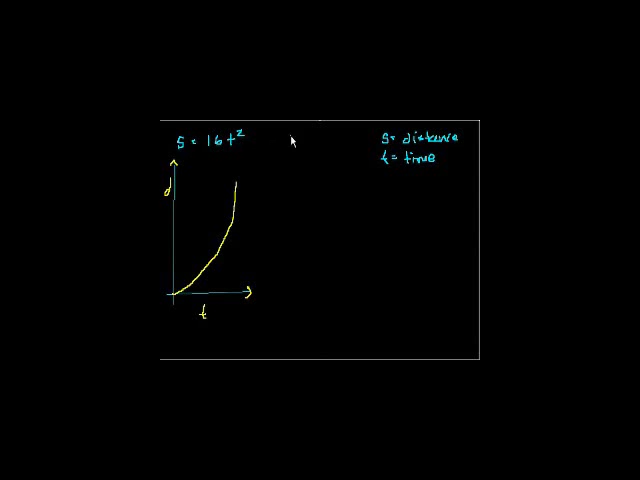 s = 16t²
s = distance
t = time
d
t